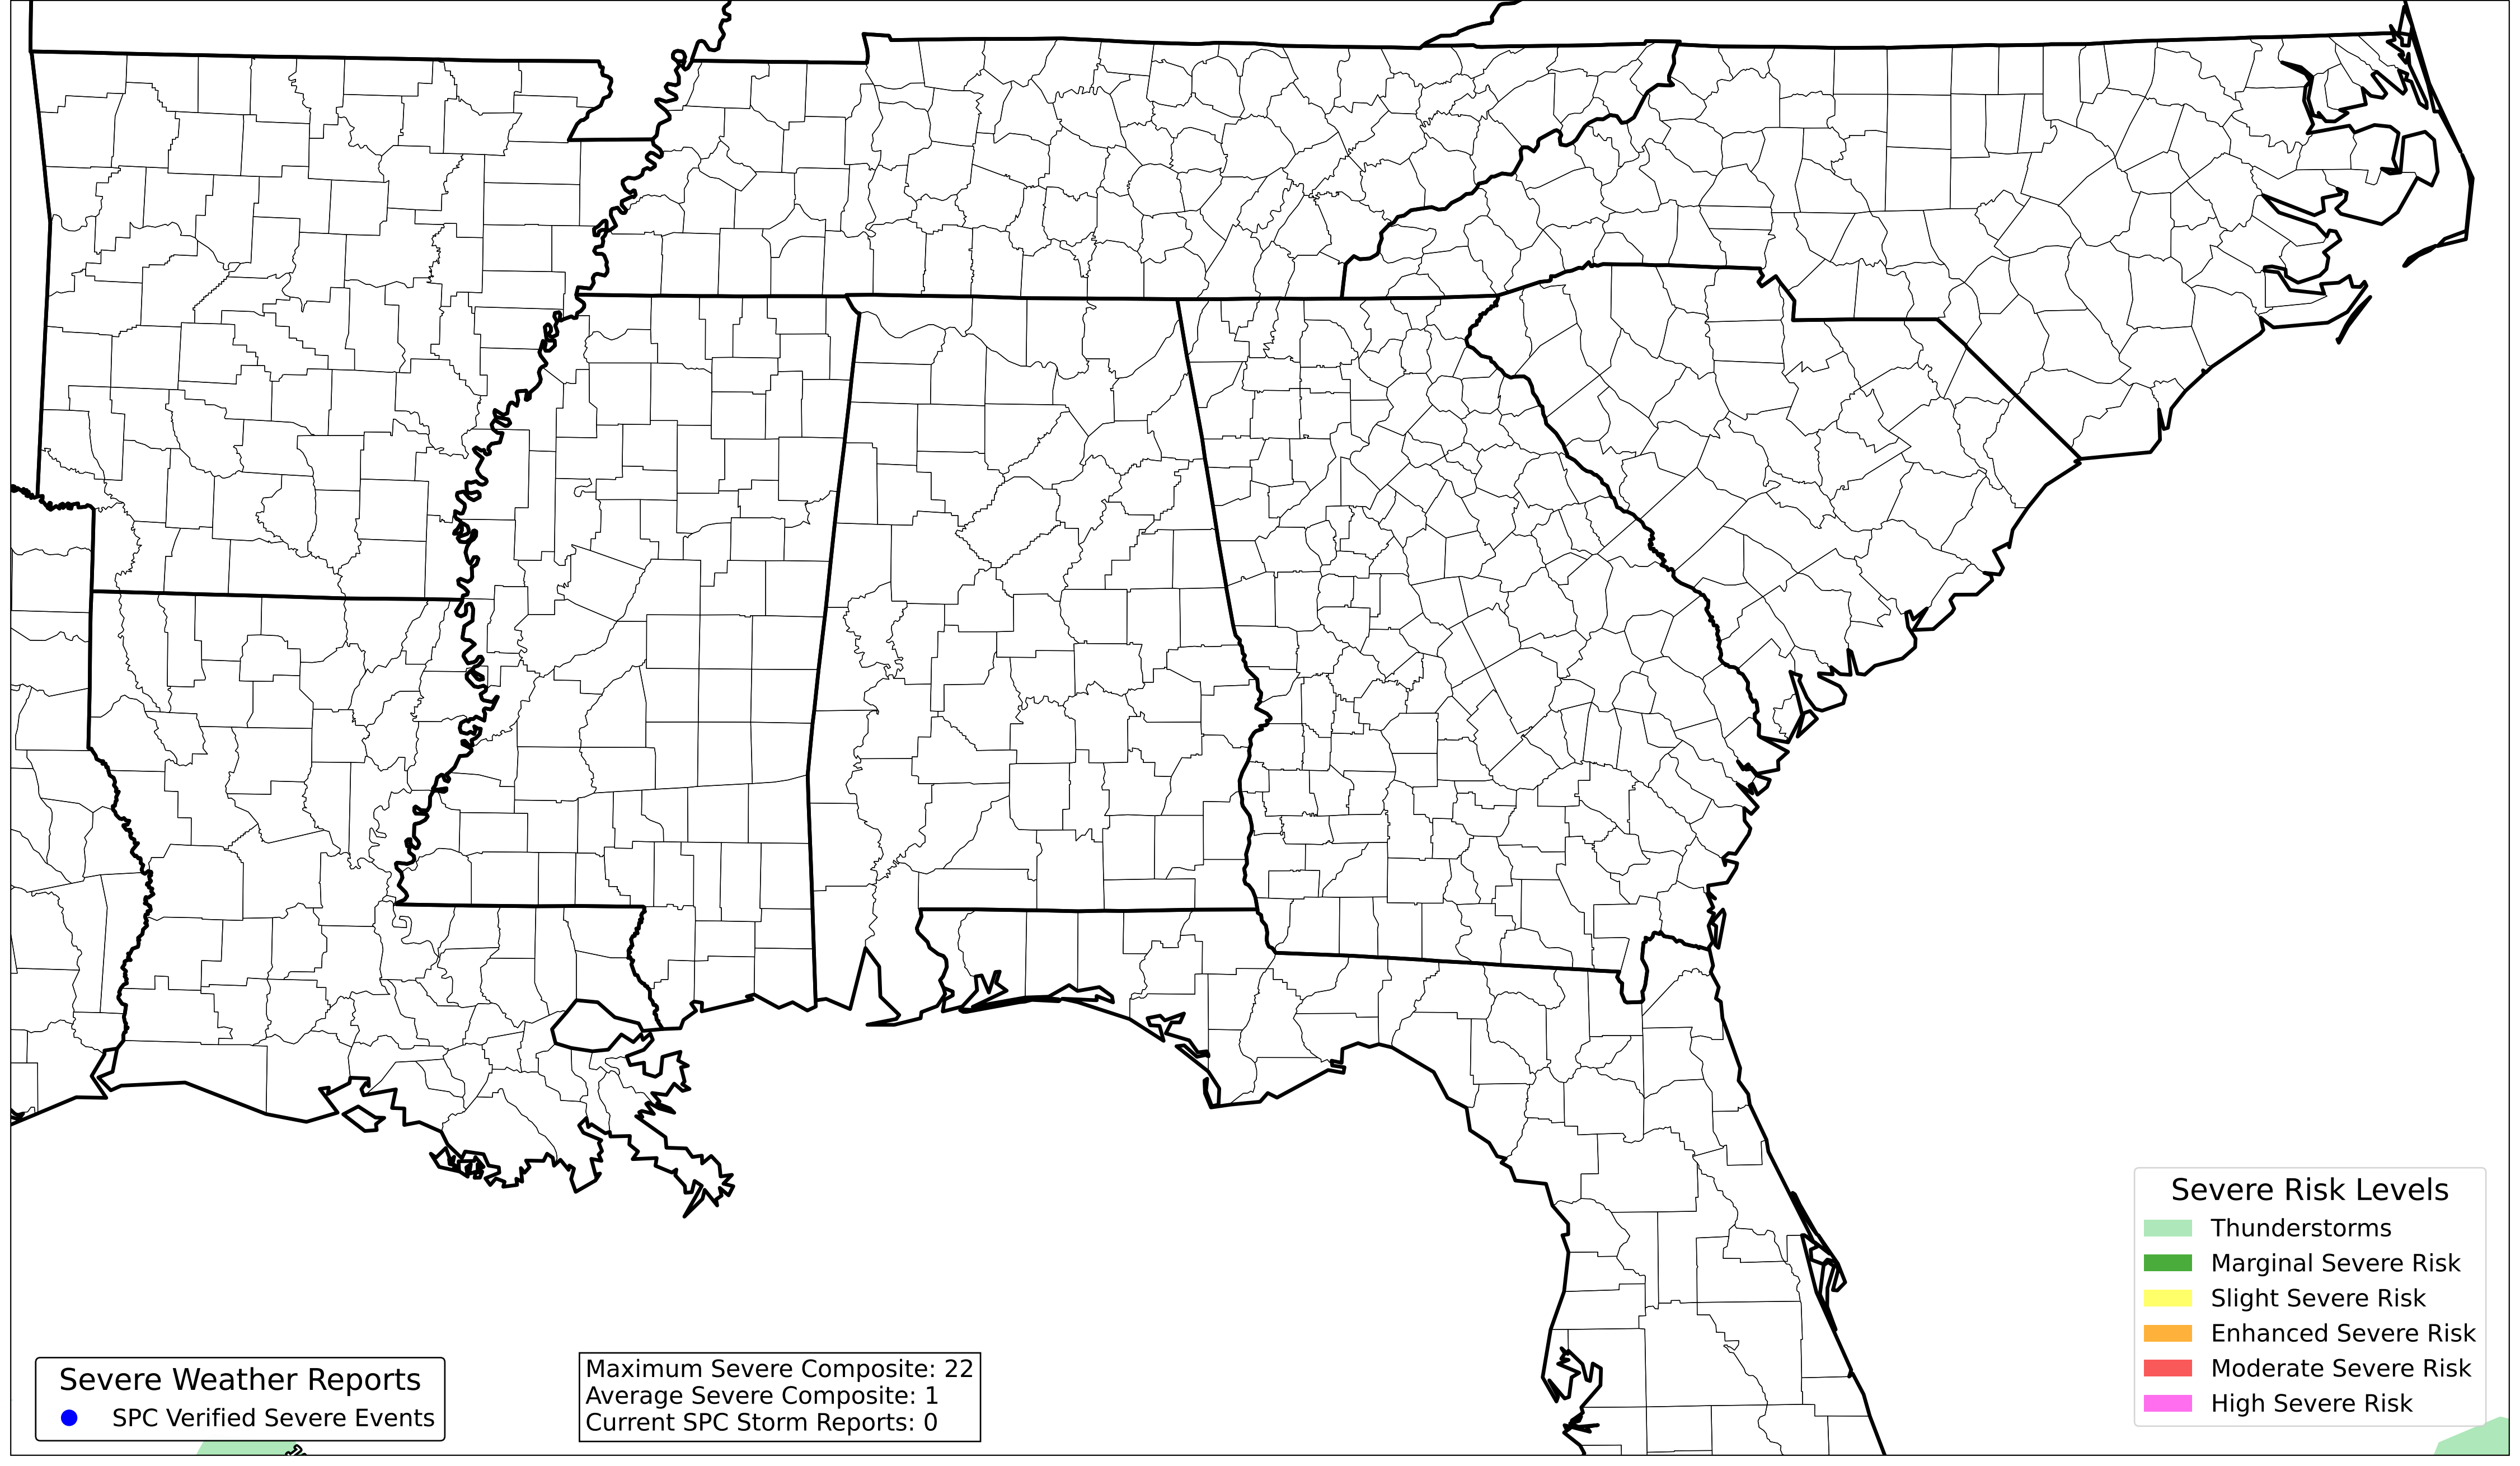 Severe Risk Levels
Thunderstorms
Marginal Severe Risk
Slight Severe Risk
Enhanced Severe Risk
Moderate Severe Risk
High Severe Risk
Severe Weather Reports
SPC Verified Severe Events
Maximum Severe Composite: 22
Average Severe Composite: 1
Current SPC Storm Reports: 0